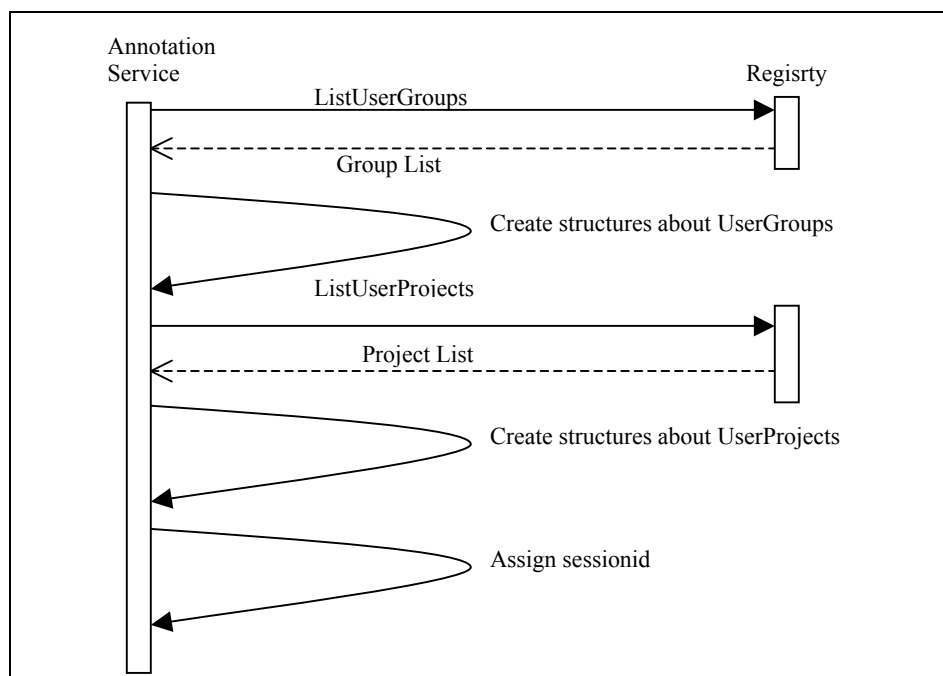 Annotation
Service
Regisrty
ListUserGroups
Group List
Create structures about UserGroups
ListUserProjects
Project List
Create structures about UserProjects
Assign sessionid